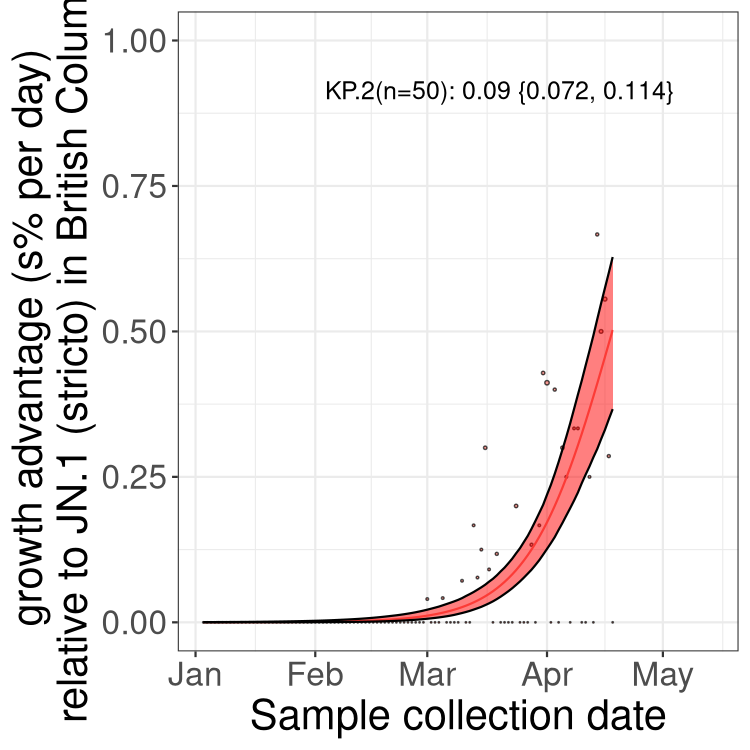 growth advantage (s% per day)
relative to JN.1 (stricto) in British Colum
1.00
0.75
0.50
0.25
0.00
KP.2(n=50): 0.09 {0.072, 0.114}
Jan Feb Mar Apr May
Sample collection date